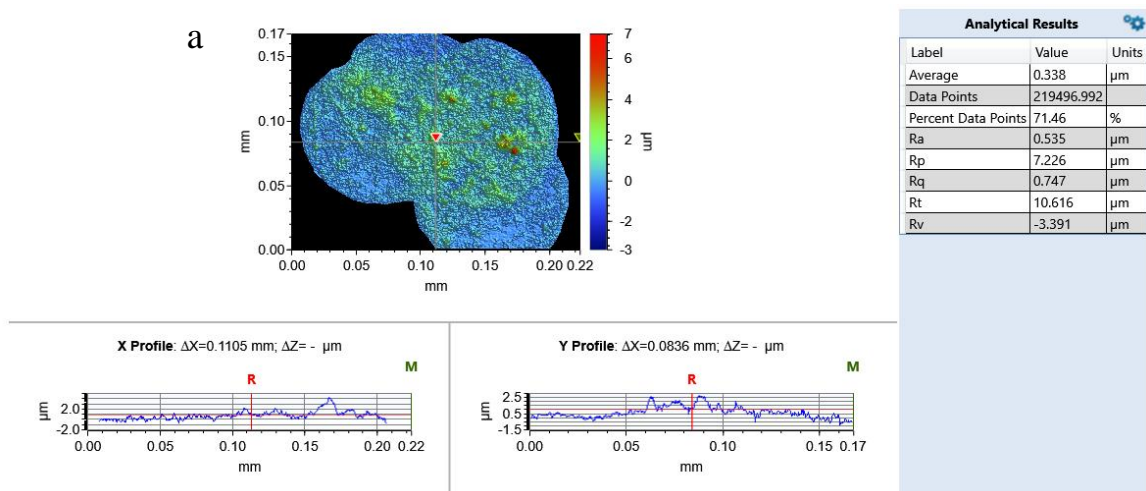 a
0.17
0.15
0.10
0.05
0.00
mm
0.00 0.05 0.10 0.15 0.20 0.22
mm
7
6
4
2
0
-2
-3
µm
Analytical Results
Label Value Units
Average 0.338 µm
Data Points 219496.992
Percent Data Points 71.46 %
Ra 0.535 µm
Rp 7.226 µm
Rq 0.747 µm
Rt 10.616 µm
Rv -3.391 µm
X Profile: ΔX=0.1105 mm; ΔZ= - µm
M
R
µm
2.0
-2.0
0.00 0.05 0.10 0.15 0.22
mm
Y Profile: ΔX=0.0836 mm; ΔZ= - µm
M
R
µm
2.5
0.5
-1.5
0.00 0.05 0.10 0.15 0.17
mm